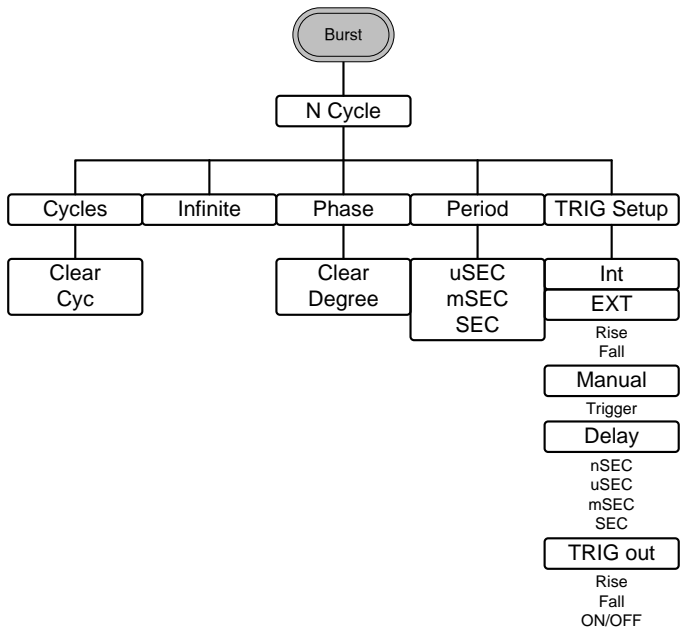 Burst
N Cycle
Cycles
Infinite
Phase
Period
TRIG Setup
Clear
Cyc
Clear
Degree
uSEC
mSEC
SEC
Int
EXT
Rise
Fall
Manual
Trigger
Delay
nSEC
uSEC
mSEC
SEC
TRIG out
Rise
Fall
ON/OFF